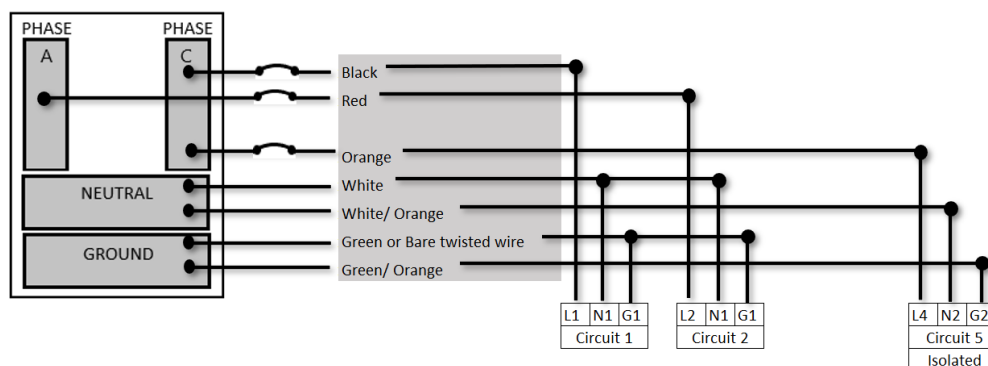 PHASE
A
PHASE
C
NEUTRAL
GROUND
Black
Red
Orange
White
White/ Orange
Green or Bare twisted wire
Green/ Orange
L1 N1 G1
Circuit 1
L2 N1 G1
Circuit 2
L4 N2 G2
Circuit 5
Isolated